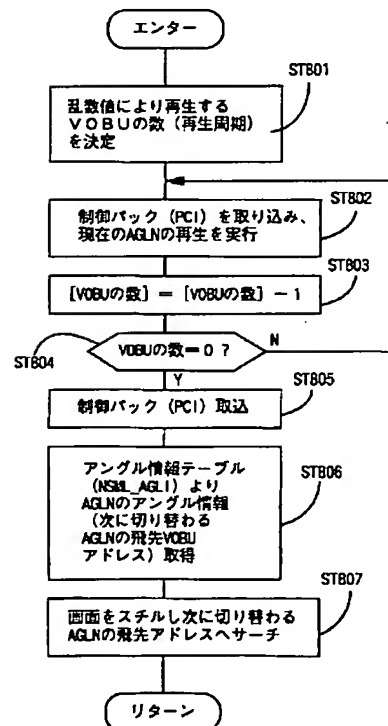 エンター
ST801
乱数値により再生する
VOBUの数（再生周期）
を決定
ST802
制御パック（PCI）を取り込み、
現在のAGLNの再生を実行
ST803
[VOBUの数] = [VOBUの数] − 1
VOBUの数=0 ?
N
ST804
Y
ST805
制御パック（PCI）取込
ST806
アングル情報テーブル
（NSML_AGLI）より
AGLNのアングル情報
（次に切り替わる
AGLNの飛先VOBU
アドレス）取得
ST807
画面をスチルし次に切り替わる
AGLNの飛先アドレスへサーチ
リターン